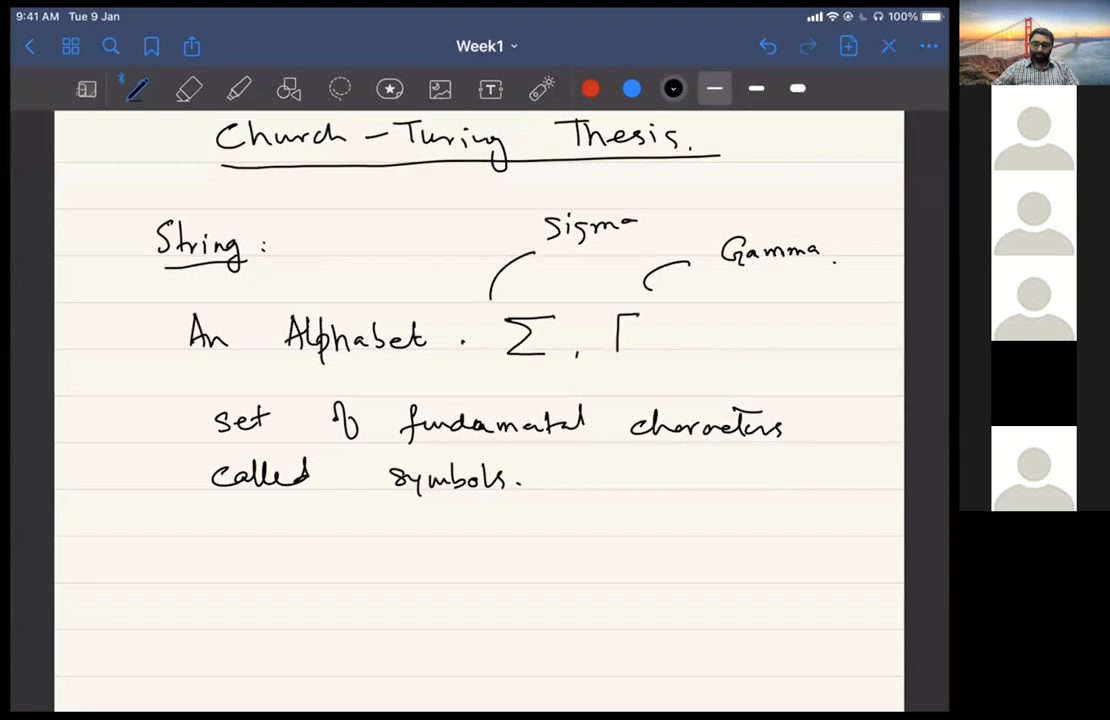 9:41 AM Tue 9 Jan
100%
Week1
Church - Turing Thesis.
String :
Sigma
Gamma.
An Alphabet. Σ, Γ
set of fundamental characters
called symbols.